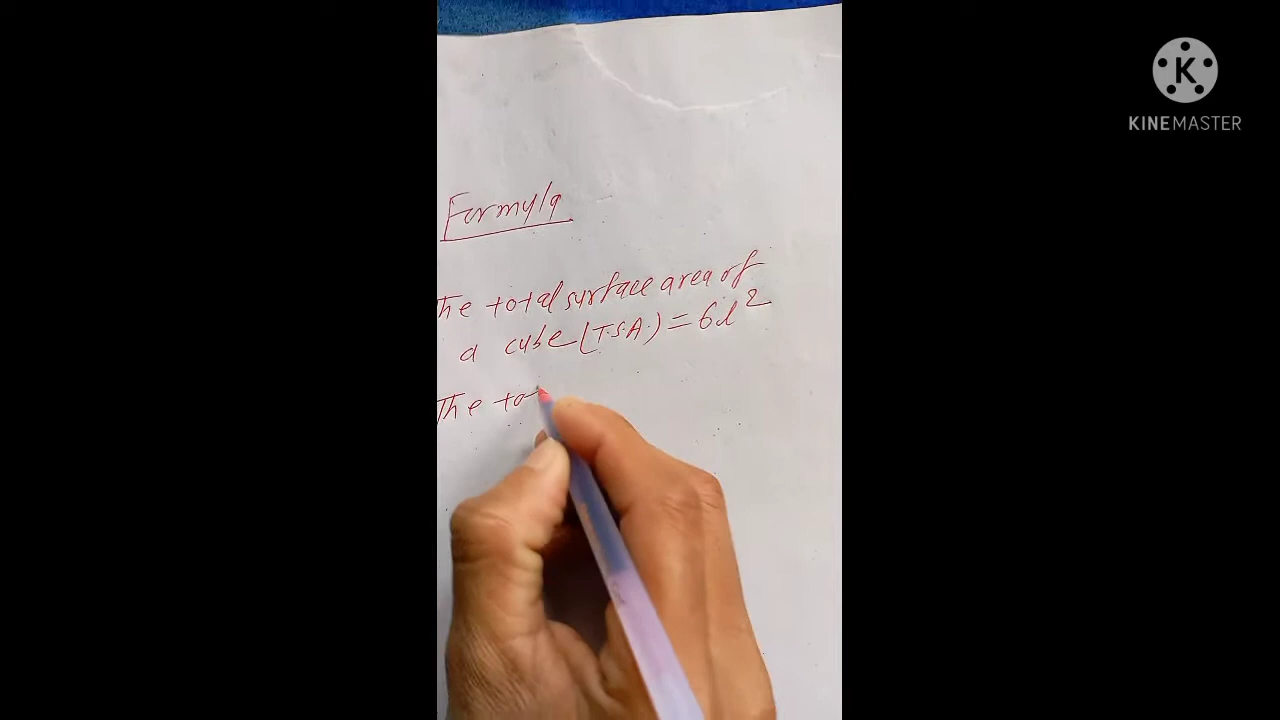 Formula
The total surface area of
a cube (T.S.A.) = 6l²
The to
K
KINEMASTER